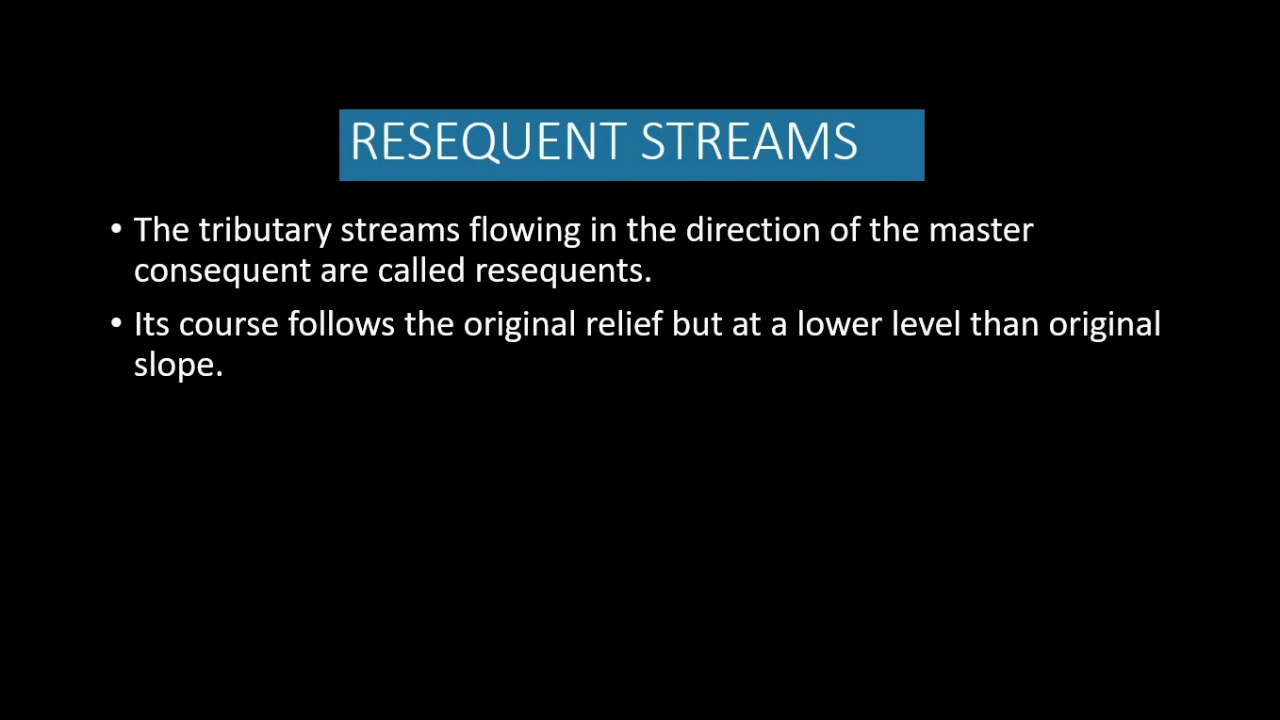 RESEQUENT STREAMS
• The tributary streams flowing in the direction of the master
consequent are called resequents.
• Its course follows the original relief but at a lower level than original
slope.